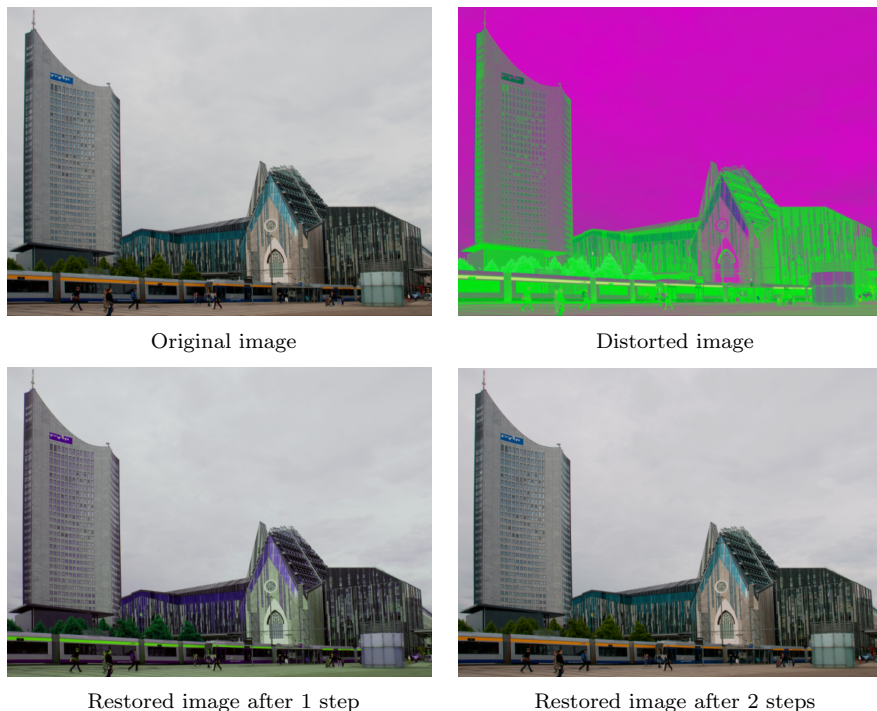 Original image
Distorted image
Restored image after 1 step
Restored image after 2 steps